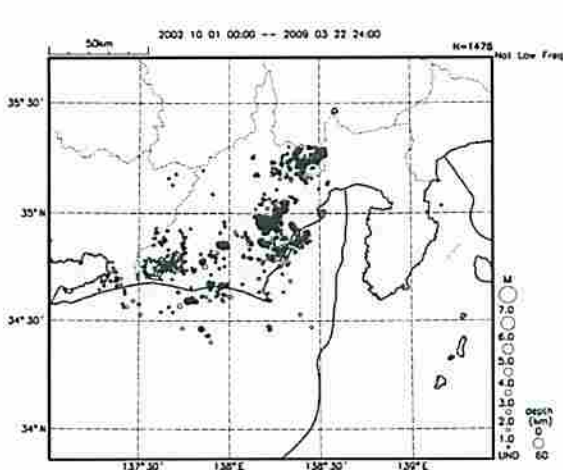 2002 10 01 00:00 -- 2009 03 22 24:00
50km
N=1476
Not Low Freq
35°30'
35°N
34°30'
34°N
137°30'
138°E
138°30'
139°E
M
7.0
6.0
5.0
4.0
3.0
2.0
1.0
UND
depth
(km)
0
60